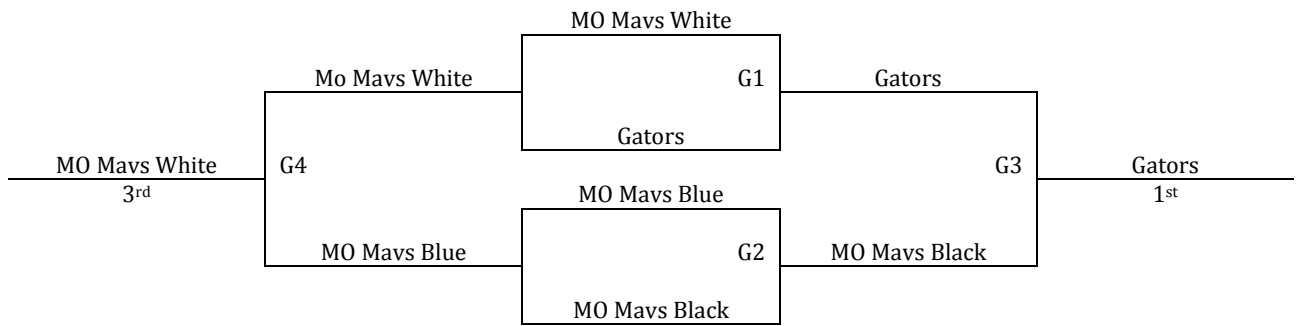 MO Mavs White
Mo Mavs White
G1
Gators
Gators
MO Mavs White
G4
G3
Gators
3rd
MO Mavs Blue
1st
MO Mavs Blue
G2
MO Mavs Black
MO Mavs Black